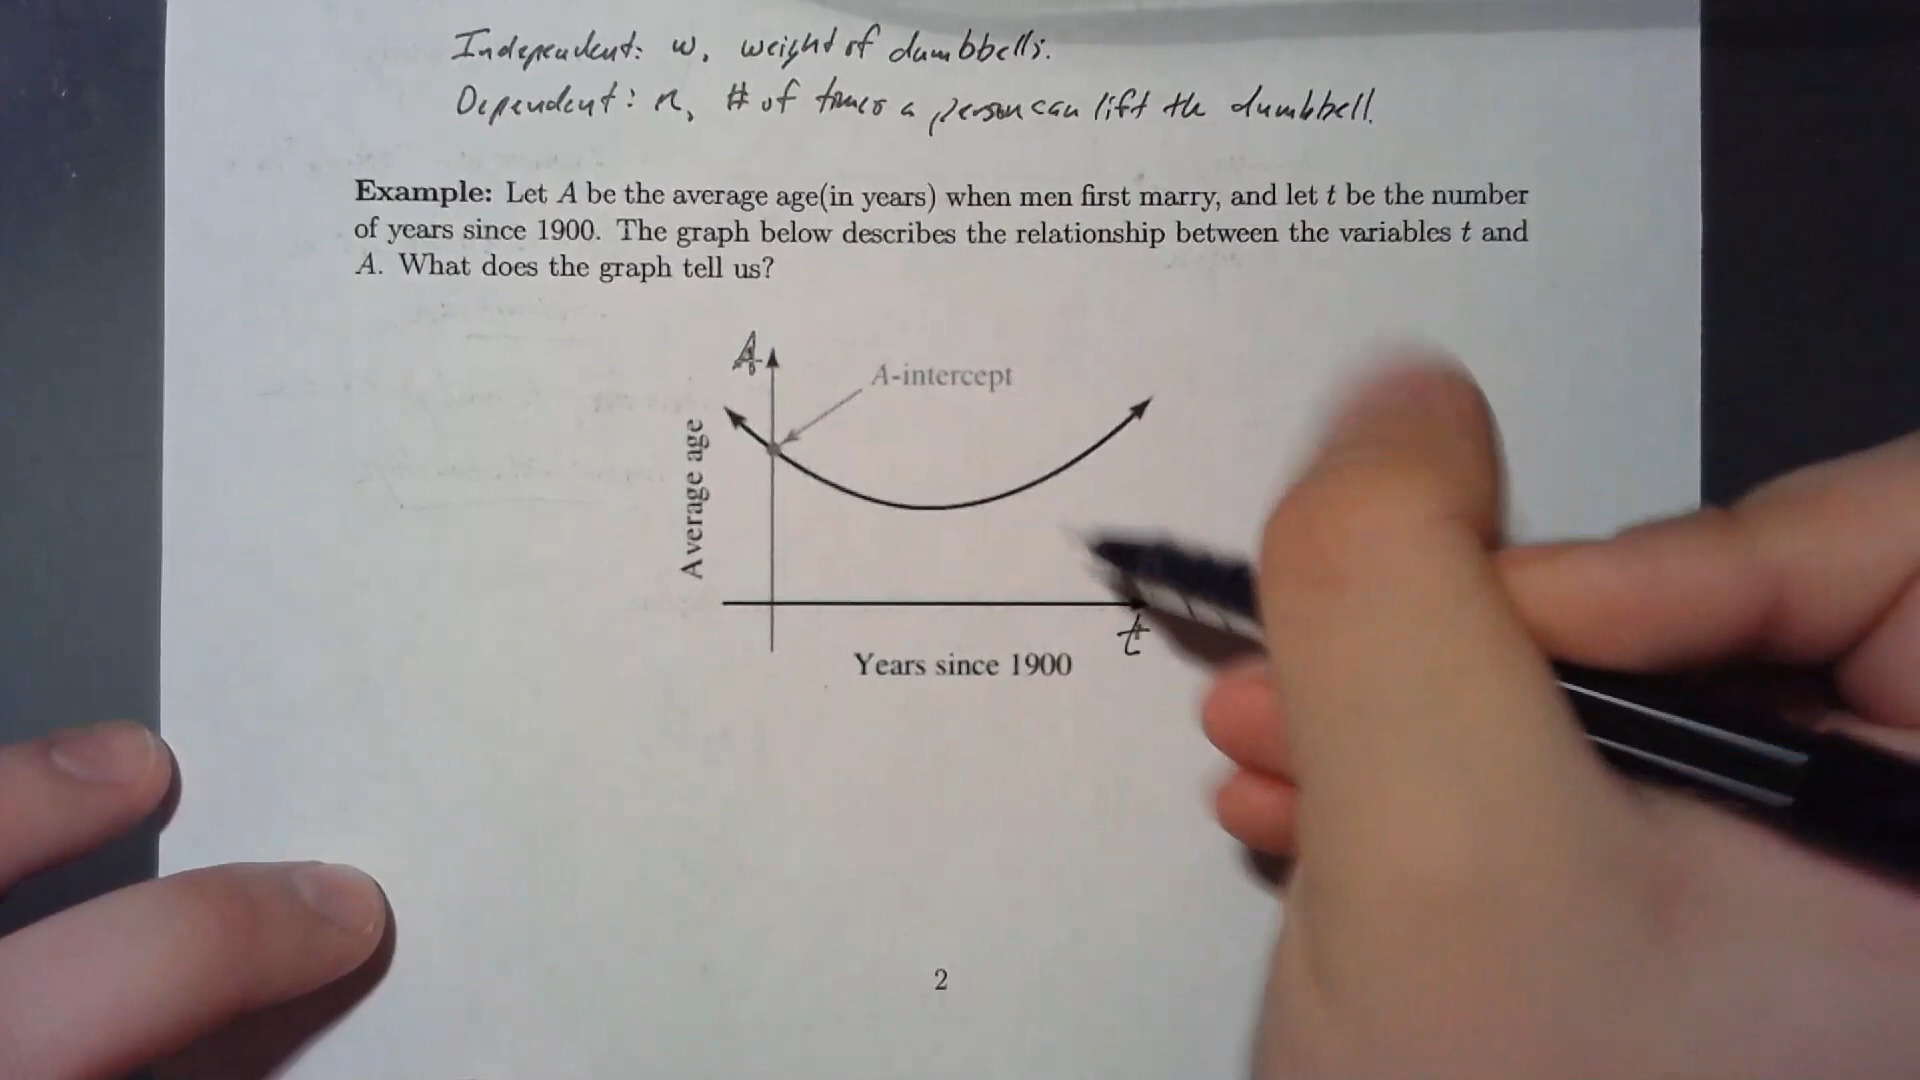 Independent: w, weight of dumbbells.
Dependent: n, # of times a person can lift the dumbbell.
Example: Let A be the average age(in years) when men first marry, and let t be the number
of years since 1900. The graph below describes the relationship between the variables t and
A. What does the graph tell us?
A
A-intercept
Average age
t
Years since 1900
2